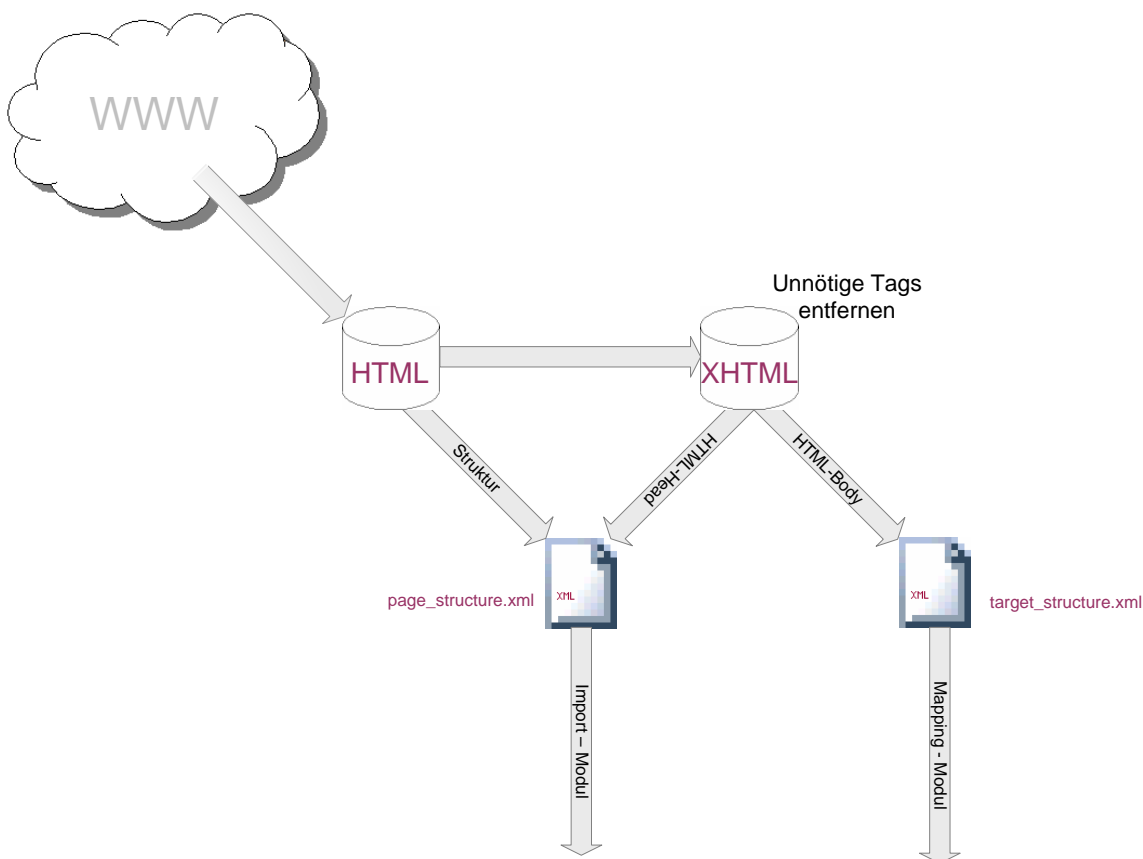 WWW
Unnötige Tags
entfernen
HTML
XHTML
Struktur
HTML-Head
HTML-Body
page_structure.xml
XML
XML
target_structure.xml
Import – Modul
Mapping - Modul